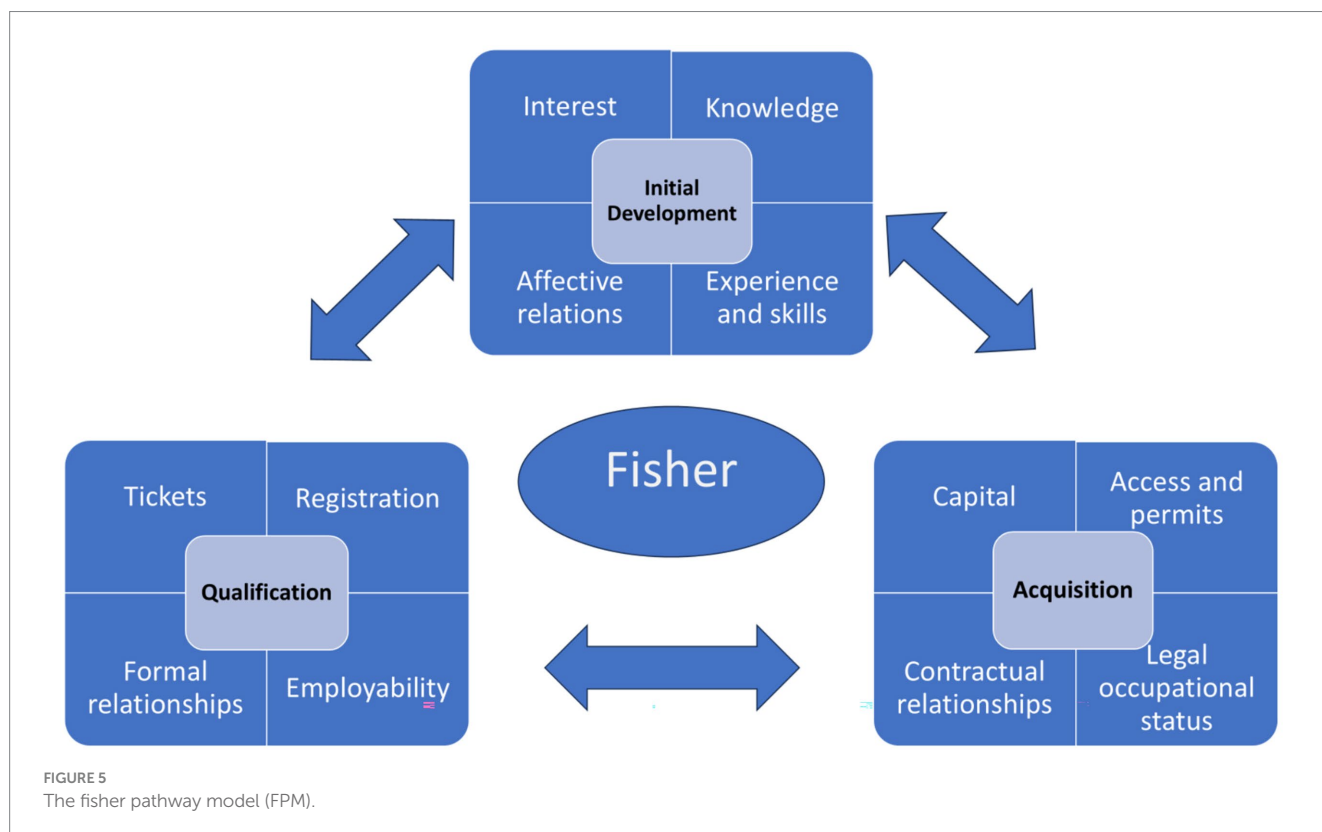 Interest
Knowledge
Initial
Development
Affective
relations
Experience
and skills
Fisher
Tickets
Registration
Qualification
Formal
relationships
Employability
Capital
Access and
permits
Acquisition
Contractual
relationships
Legal
occupational
status
FIGURE 5
The fisher pathway model (FPM).